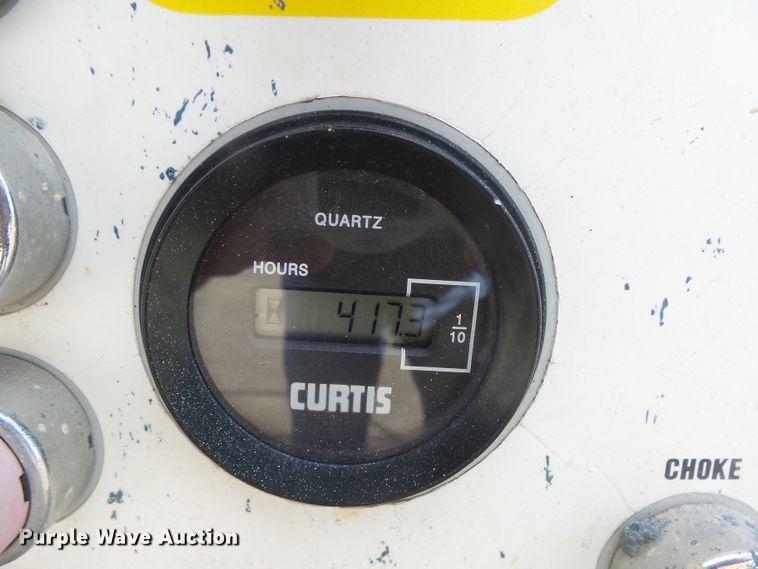 QUARTZ
HOURS
417.3
1
10
CURTIS
CHOKE
Purple Wave Auction